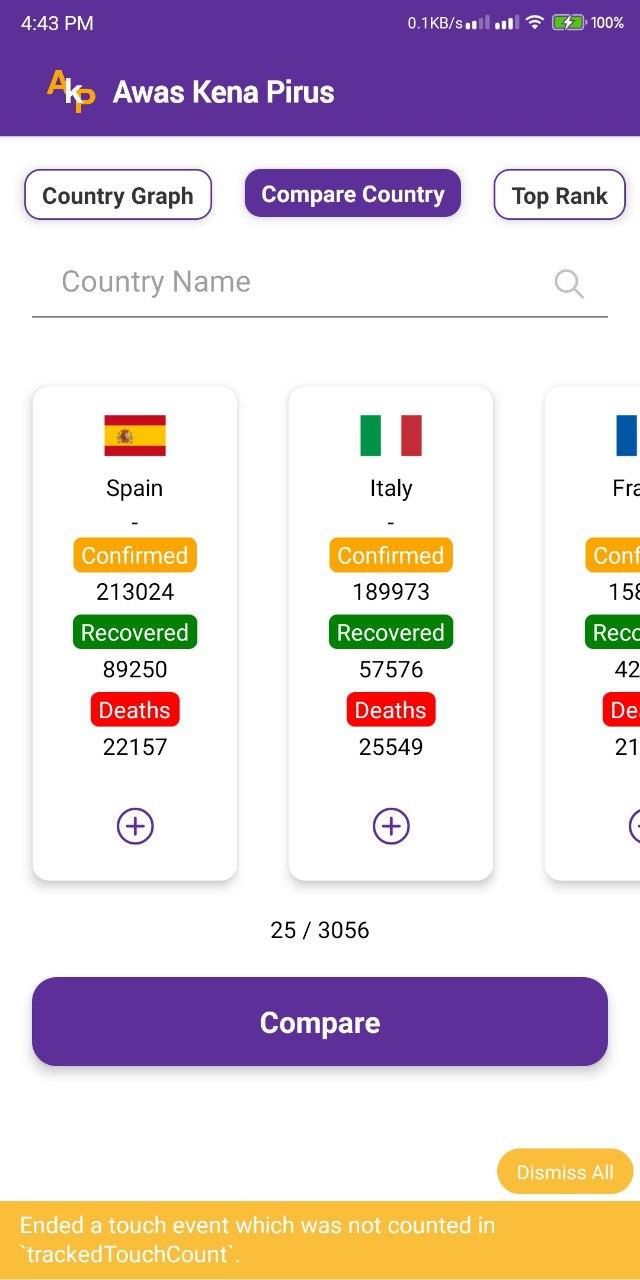 4:43 PM 0.1KB/s 100%
AkP Awas Kena Pirus
Country Graph Compare Country Top Rank
Country Name
Spain Italy Fra
- -
Confirmed Confirmed Conf
213024 189973 158
Recovered Recovered Reco
89250 57576 42
Deaths Deaths De
22157 25549 21
25 / 3056
Compare
Dismiss All
Ended a touch event which was not counted in
`trackedTouchCount`.